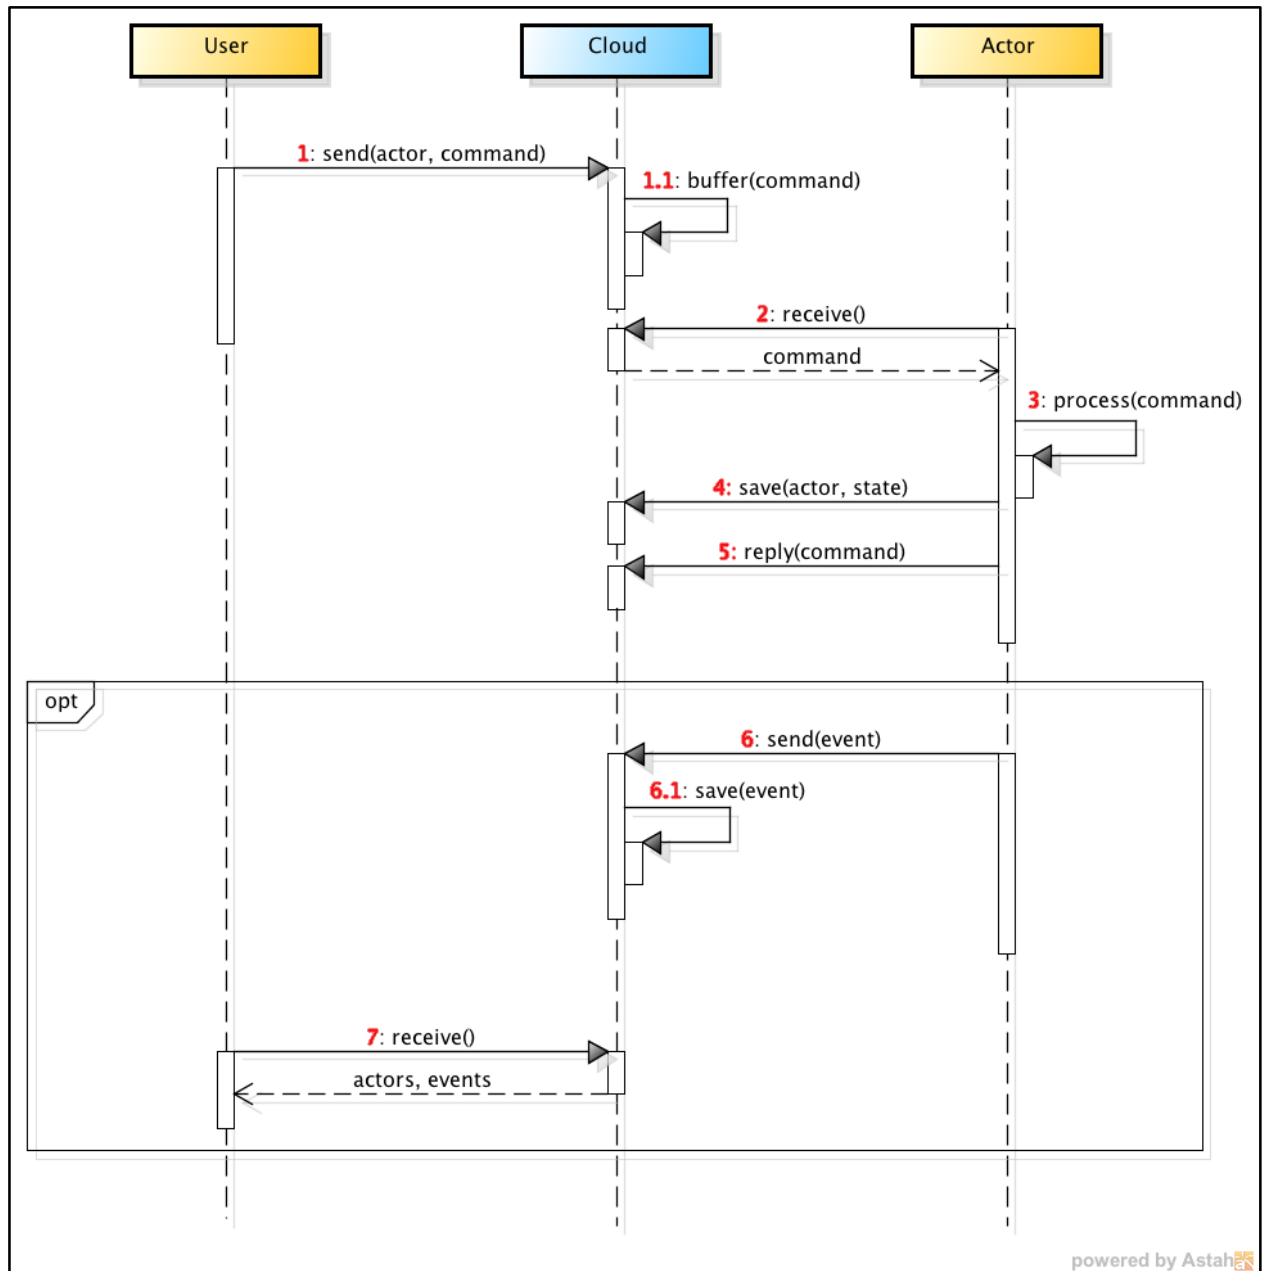 User
Cloud
Actor
1: send(actor, command)
1.1: buffer(command)
2: receive()
command
3: process(command)
4: save(actor, state)
5: reply(command)
opt
6: send(event)
6.1: save(event)
7: receive()
actors, events
powered by Astah